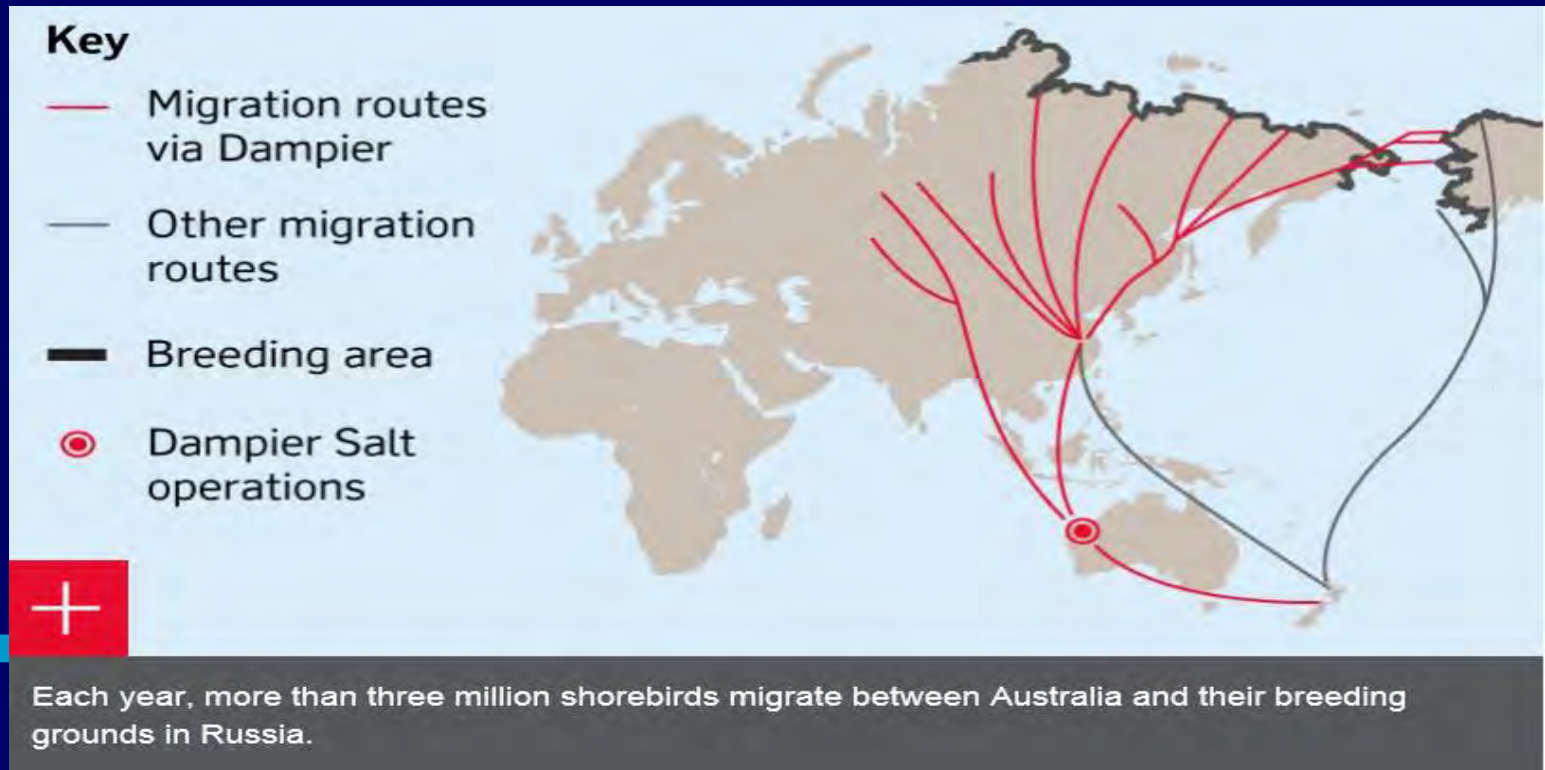 Key
Migration routes
via Dampier
Other migration
routes
Breeding area
Dampier Salt
operations
Each year, more than three million shorebirds migrate between Australia and their breeding
grounds in Russia.